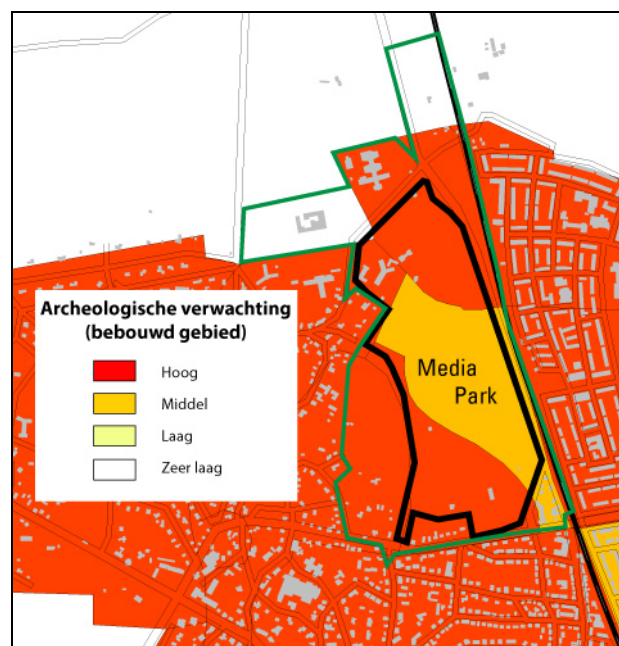 Archeologische verwachting
(bebouwd gebied)
Hoog
Middel
Laag
Zeer laag
Media
Park